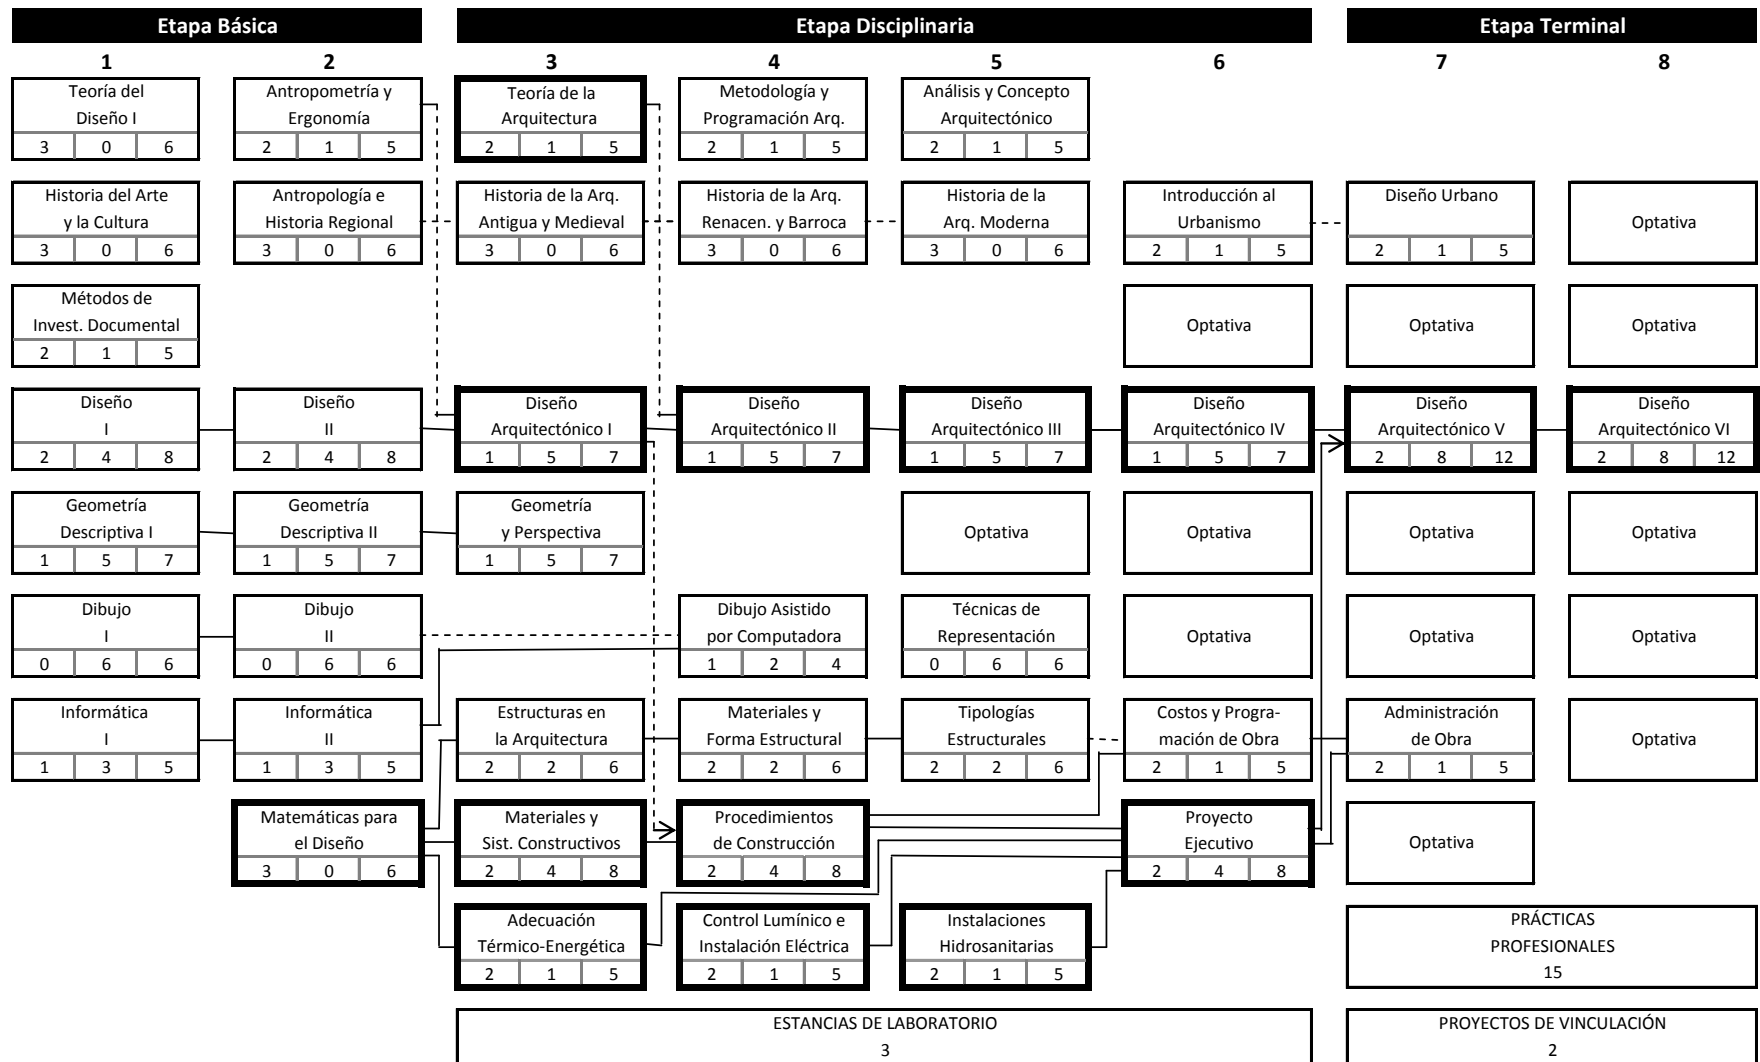 Etapa Básica
Etapa Disciplinaria
Etapa Terminal
1 2 3 4 5 6 7 8
Teoría del
Diseño I
3 0 6
Antropometría y
Ergonomía
2 1 5
Teoría de la
Arquitectura
2 1 5
Metodología y
Programación Arq.
2 1 5
Análisis y Concepto
Arquitectónico
2 1 5
Historia del Arte
y la Cultura
3 0 6
Antropología e
Historia Regional
3 0 6
Historia de la Arq.
Antigua y Medieval
3 0 6
Historia de la Arq.
Renacen. y Barroca
3 0 6
Historia de la
Arq. Moderna
3 0 6
Introducción al
Urbanismo
2 1 5
Diseño Urbano
2 1 5
Optativa
Métodos de
Invest. Documental
2 1 5
Optativa
Optativa
Optativa
Diseño
I
2 4 8
Diseño
II
2 4 8
Diseño
Arquitectónico I
1 5 7
Diseño
Arquitectónico II
1 5 7
Diseño
Arquitectónico III
1 5 7
Diseño
Arquitectónico IV
1 5 7
Diseño
Arquitectónico V
2 8 12
Diseño
Arquitectónico VI
2 8 12
Geometría
Descriptiva I
1 5 7
Geometría
Descriptiva II
1 5 7
Geometría
y Perspectiva
1 5 7
Optativa
Optativa
Optativa
Optativa
Dibujo
I
0 6 6
Dibujo
II
0 6 6
Dibujo Asistido
por Computadora
1 2 4
Técnicas de
Representación
0 6 6
Optativa
Optativa
Optativa
Informática
I
1 3 5
Informática
II
1 3 5
Estructuras en
la Arquitectura
2 2 6
Materiales y
Forma Estructural
2 2 6
Tipologías
Estructurales
2 2 6
Costos y Progra-
mación de Obra
2 1 5
Administración
de Obra
2 1 5
Optativa
Matemáticas para
el Diseño
3 0 6
Materiales y
Sist. Constructivos
2 4 8
Procedimientos
de Construcción
2 4 8
Proyecto
Ejecutivo
2 4 8
Optativa
Adecuación
Térmico-Energética
2 1 5
Control Lumínico e
Instalación Eléctrica
2 1 5
Instalaciones
Hidrosanitarias
2 1 5
PRÁCTICAS
PROFESIONALES
15
ESTANCIAS DE LABORATORIO
3
PROYECTOS DE VINCULACIÓN
2